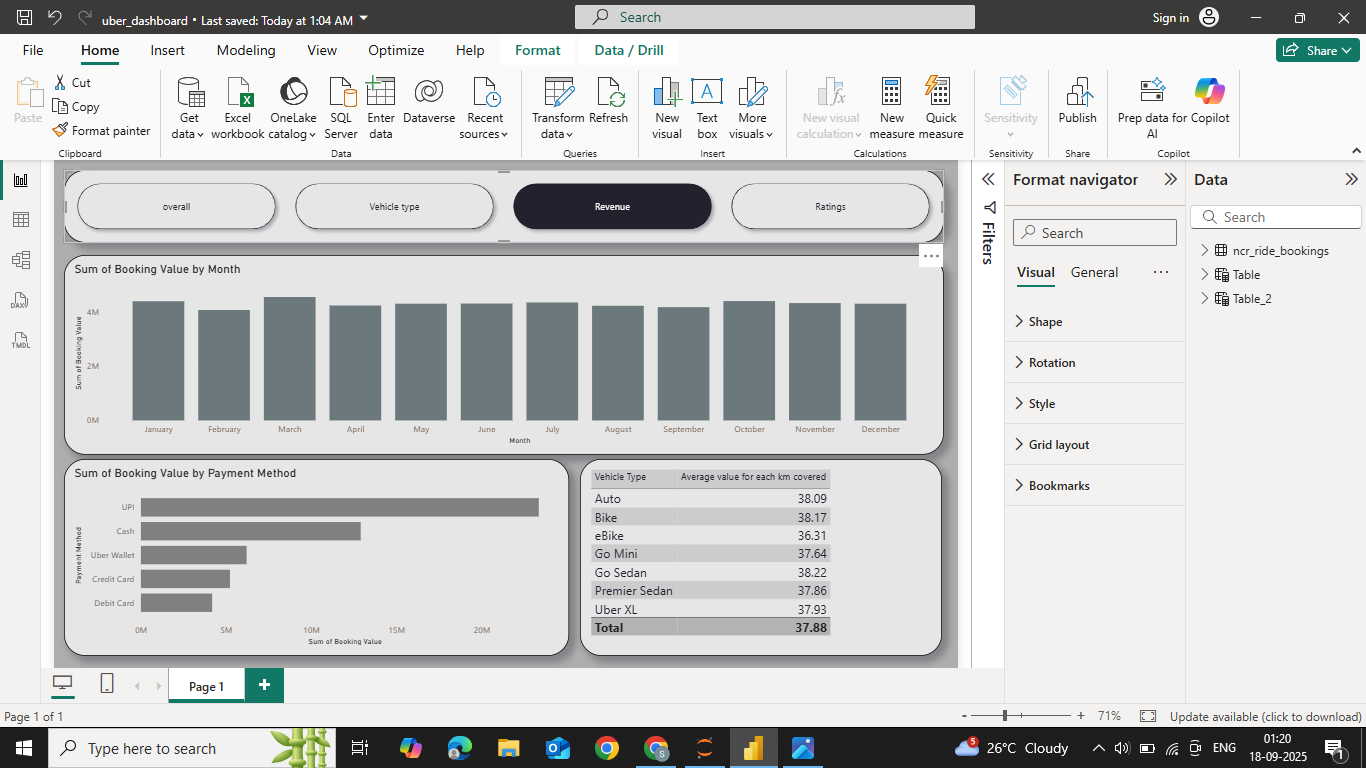 uber_dashboard • Last saved: Today at 1:04 AM
Search
Sign in
File Home Insert Modeling View Optimize Help Format Data / Drill
Share
Paste
Cut
Copy
Format painter
Clipboard
Get data
Excel workbook
OneLake catalog
SQL Server
Enter data
Dataverse
Recent sources
Data
Transform data
Refresh
Queries
New visual
Text box
More visuals
Insert
New visual calculation
New measure
Quick measure
Calculations
Sensitivity
Sensitivity
Publish
Share
Prep data for AI
Copilot
Copilot
overall
Vehicle type
Revenue
Ratings
Sum of Booking Value by Month
Sum of Booking Value
4M
2M
0M
January February March April May June July August September October November December
Month
Sum of Booking Value by Payment Method
Payment Method
UPI
Cash
Uber Wallet
Credit Card
Debit Card
0M 5M 10M 15M 20M
Sum of Booking Value
Vehicle Type Average value for each km covered
Auto 38.09
Bike 38.17
eBike 36.31
Go Mini 37.64
Go Sedan 38.22
Premier Sedan 37.86
Uber XL 37.93
Total 37.88
Filters
Format navigator
Search
Visual General
Shape
Rotation
Style
Grid layout
Bookmarks
Data
Search
ncr_ride_bookings
Table
Table_2
DAX
TMDL
Page 1
Page 1 of 1
71%
Update available (click to download)
Type here to search
5
26°C Cloudy
ENG
01:20
18-09-2025
1